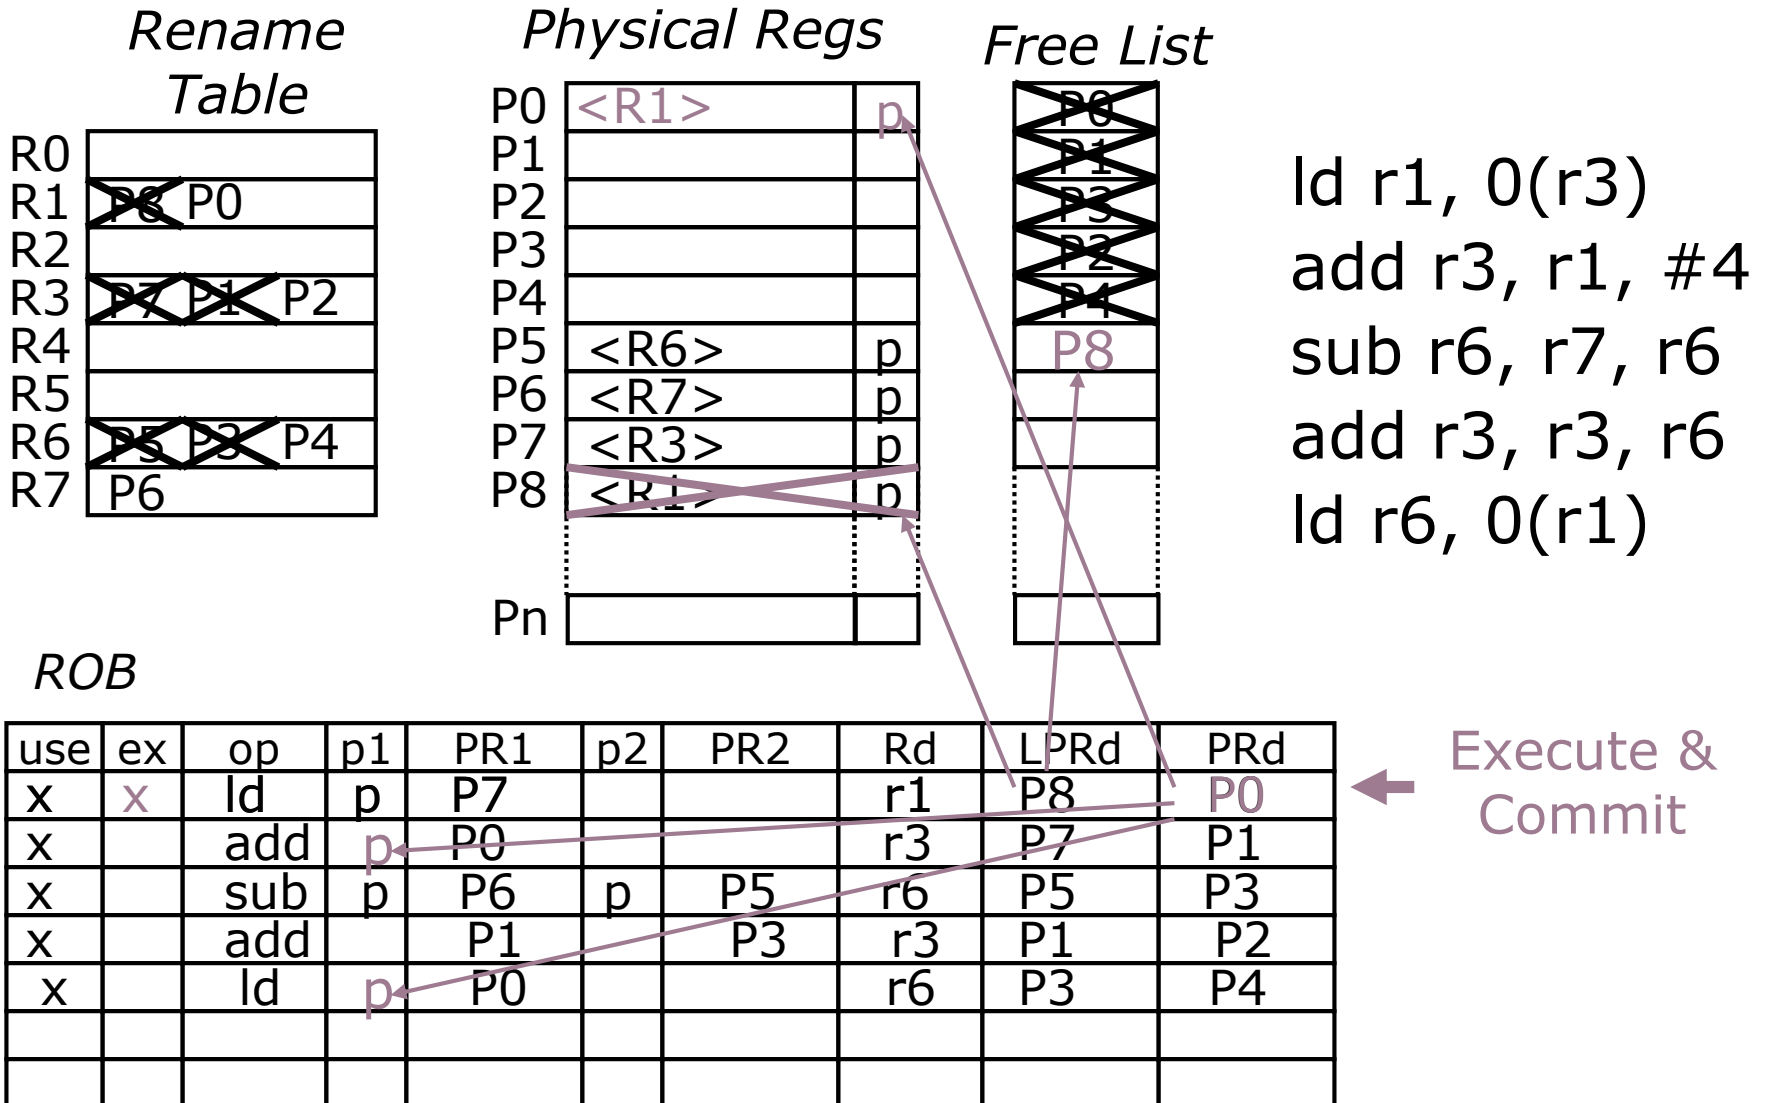 Rename
Table
Physical Regs
Free List
R0
R1 P8 P0
R2
R3 P7 P1 P2
R4
R5
R6 P5 P3 P4
R7 P6
P0 <R1> p
P1
P2
P3
P4
P5 <R6> p
P6 <R7> p
P7 <R3> p
P8 <R1> p
Pn
P0
P1
P3
P2
P4
P8
ld r1, 0(r3)
add r3, r1, #4
sub r6, r7, r6
add r3, r3, r6
ld r6, 0(r1)
ROB
use ex op p1 PR1 p2 PR2 Rd LPRd PRd
x x ld p P7 r1 P8 P0
x add p P0 r3 P7 P1
x sub p P6 p P5 r6 P5 P3
x add P1 P3 r3 P1 P2
x ld p P0 r6 P3 P4
Execute &
Commit